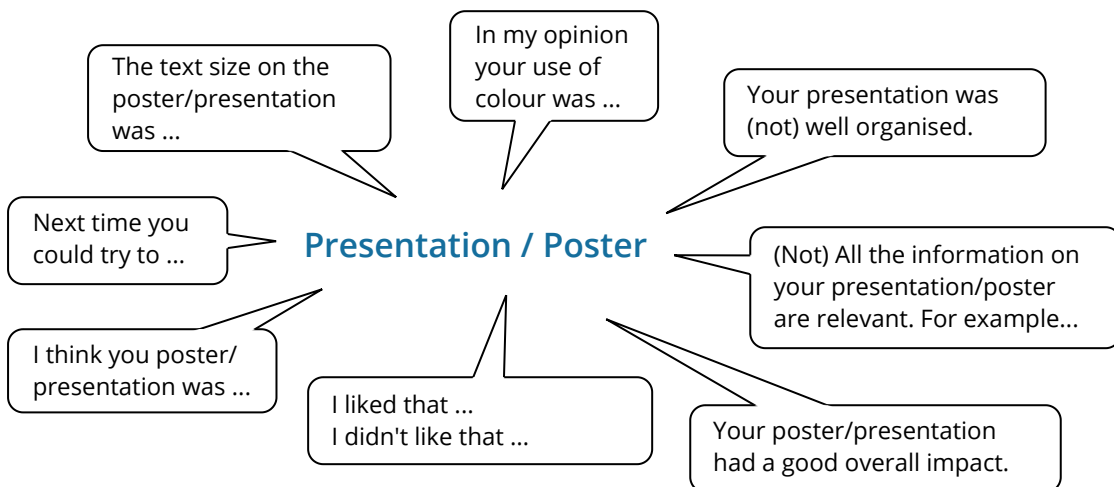 In my opinion
your use of
colour was ...
The text size on the
poster/presentation
was ...
Your presentation was
(not) well organised.
Next time you
could try to ...
Presentation / Poster
(Not) All the information on
your presentation/poster
are relevant. For example...
I think you poster/
presentation was ...
I liked that ...
I didn't like that ...
Your poster/presentation
had a good overall impact.